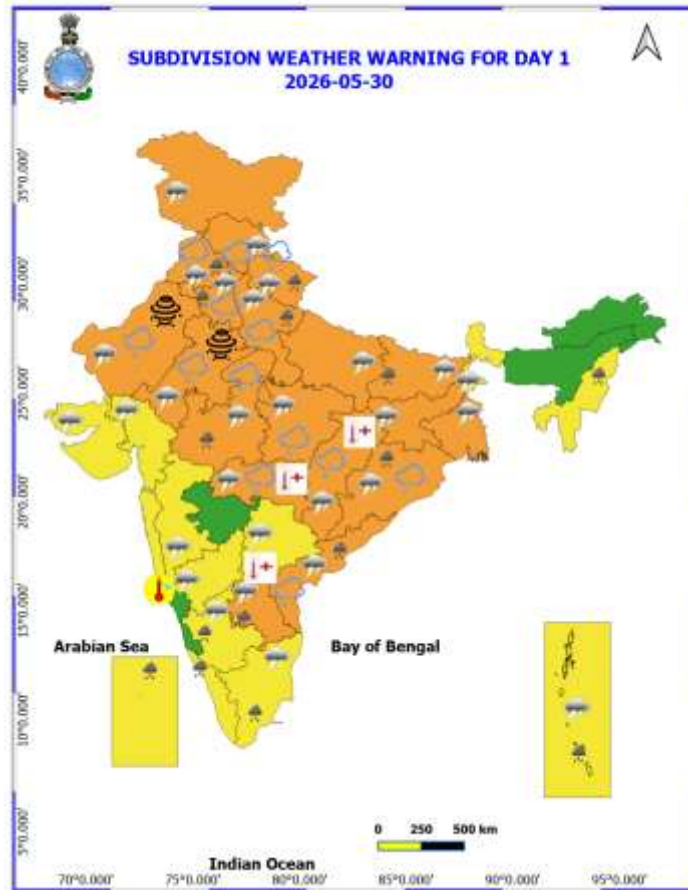 SUBDIVISION WEATHER WARNING FOR DAY 1
2026-05-30
40°0.000'
35°0.000'
30°0.000'
25°0.000'
20°0.000'
15°0.000'
10°0.000'
5°0.000'
Arabian Sea
Bay of Bengal
0 250 500 km
Indian Ocean
70°0.000' 75°0.000' 80°0.000' 85°0.000' 90°0.000' 95°0.000'